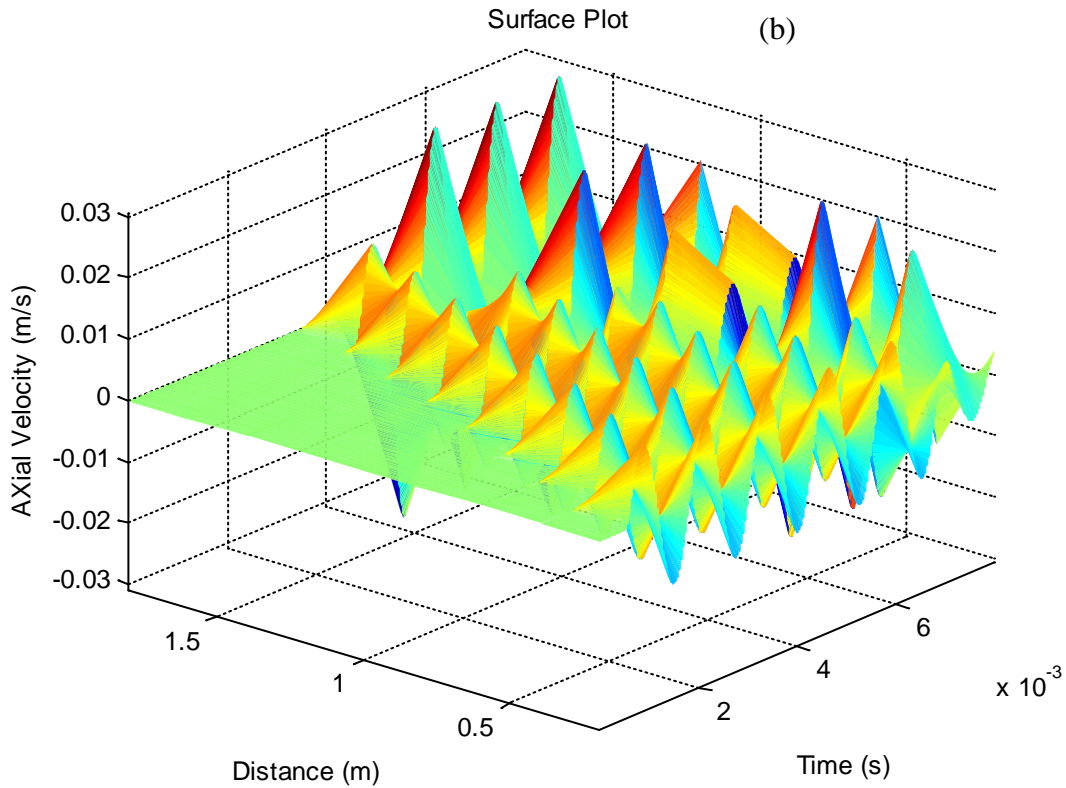 Surface Plot
(b)
0.03
0.02
0.01
0
-0.01
-0.02
-0.03
AXial Velocity (m/s)
1.5
1
0.5
Distance (m)
2
4
6
x 10-3
Time (s)